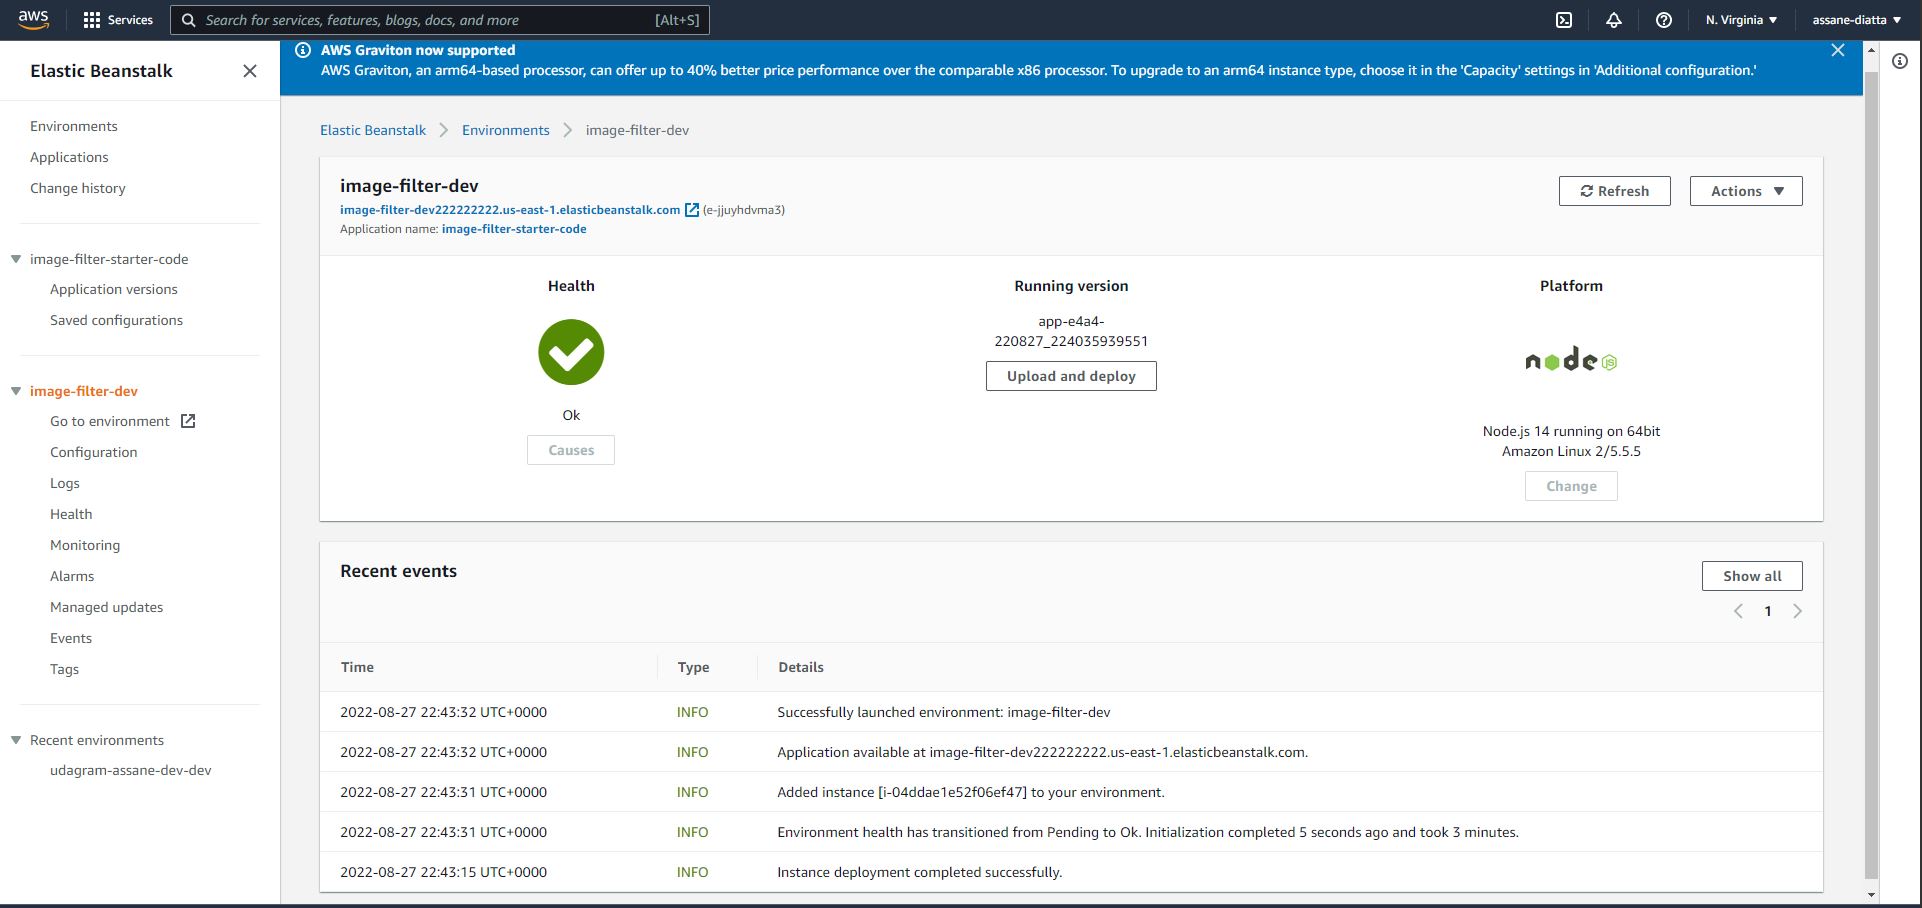 aws
Services
Search for services, features, blogs, docs, and more
[Alt+S]
N. Virginia
assane-diatta
Elastic Beanstalk
Environments
Applications
Change history
image-filter-starter-code
Application versions
Saved configurations
image-filter-dev
Go to environment
Configuration
Logs
Health
Monitoring
Alarms
Managed updates
Events
Tags
Recent environments
udagram-assane-dev-dev
AWS Graviton now supported
AWS Graviton, an arm64-based processor, can offer up to 40% better price performance over the comparable x86 processor. To upgrade to an arm64 instance type, choose it in the 'Capacity' settings in 'Additional configuration.'
Elastic Beanstalk
Environments
image-filter-dev
image-filter-dev
image-filter-dev222222222.us-east-1.elasticbeanstalk.com (e-jjuyhdvma3)
Application name: image-filter-starter-code
Refresh
Actions
Health
Ok
Causes
Running version
app-e4a4-
220827_224035939551
Upload and deploy
Platform
node JS
Node.js 14 running on 64bit
Amazon Linux 2/5.5.5
Change
Recent events
Show all
1
Time Type Details
2022-08-27 22:43:32 UTC+0000 INFO Successfully launched environment: image-filter-dev
2022-08-27 22:43:32 UTC+0000 INFO Application available at image-filter-dev222222222.us-east-1.elasticbeanstalk.com.
2022-08-27 22:43:31 UTC+0000 INFO Added instance [i-04ddae1e52f06ef47] to your environment.
2022-08-27 22:43:31 UTC+0000 INFO Environment health has transitioned from Pending to Ok. Initialization completed 5 seconds ago and took 3 minutes.
2022-08-27 22:43:15 UTC+0000 INFO Instance deployment completed successfully.